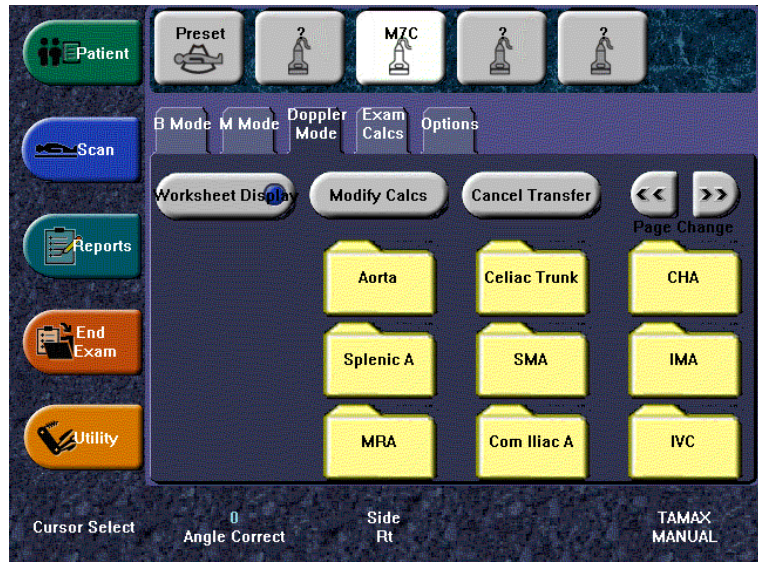 Patient
Preset
?
M7C
?
?
Scan
B Mode
M Mode
Doppler
Mode
Exam
Calcs
Options
Worksheet Display
Modify Calcs
Cancel Transfer
<<
>>
Page Change
Reports
Aorta
Celiac Trunk
CHA
End
Exam
Splenic A
SMA
IMA
Utility
MRA
Com Iliac A
IVC
Cursor Select
0
Angle Correct
Side
Rt
TAMAX
MANUAL